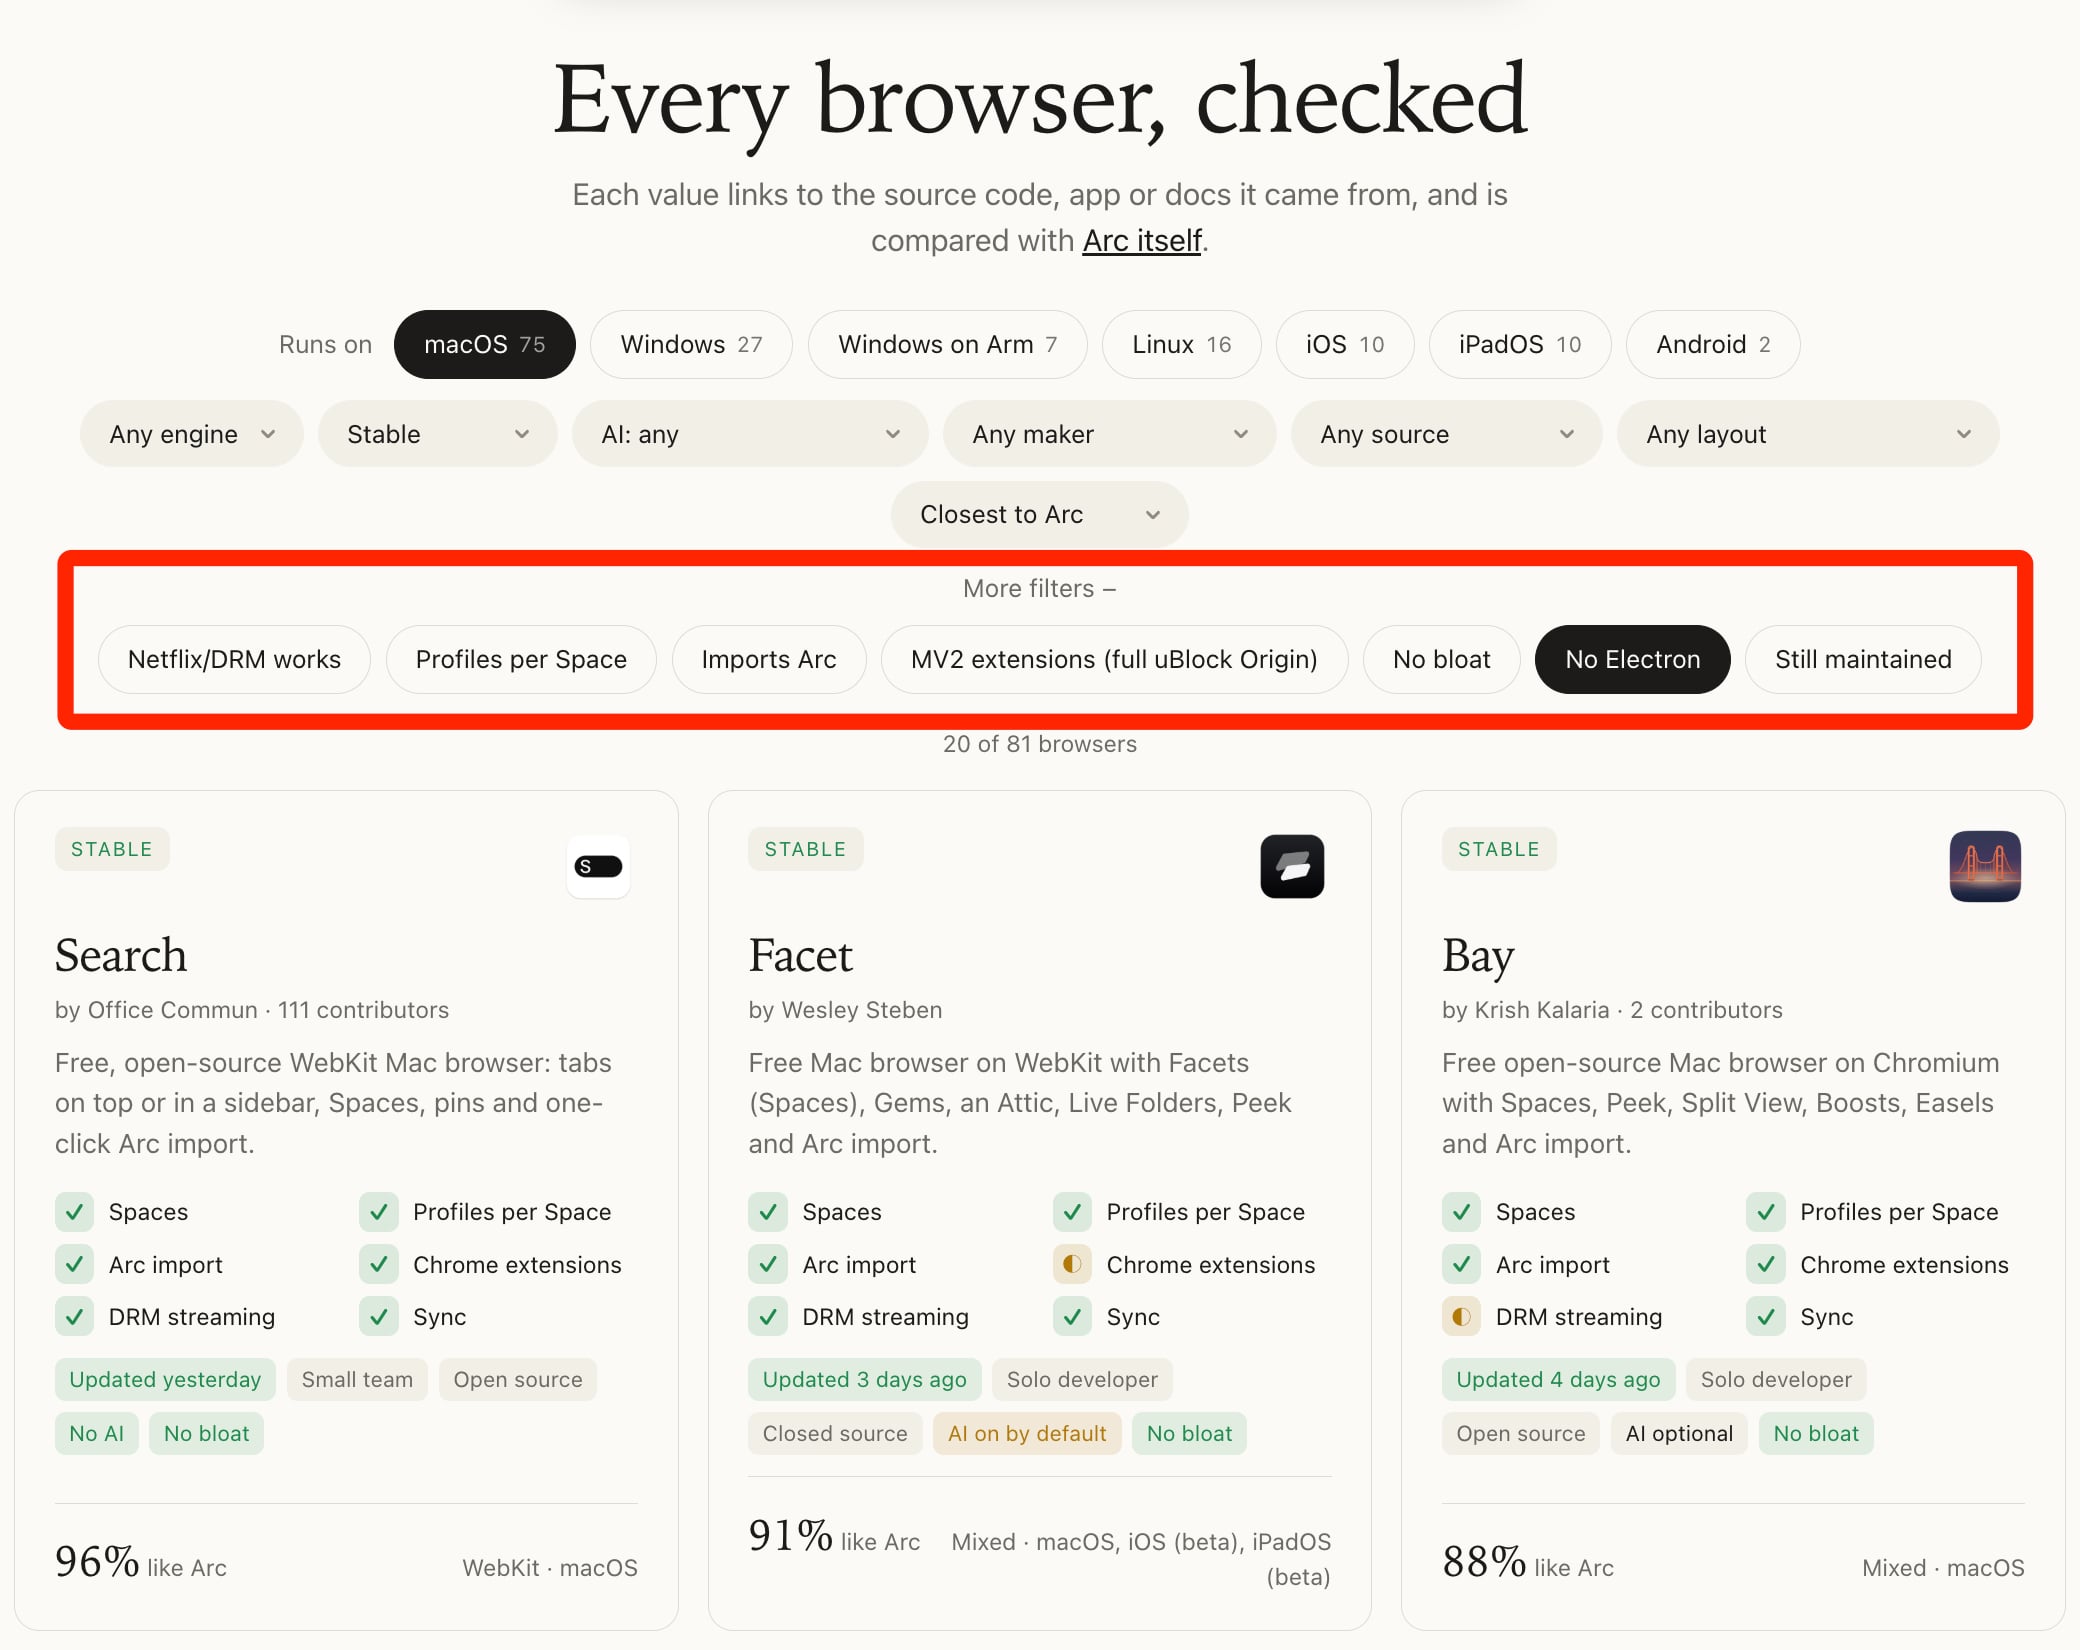 Every browser, checked
Each value links to the source code, app or docs it came from, and is
compared with Arc itself.
Runs on macOS 75 Windows 27 Windows on Arm 7 Linux 16 iOS 10 iPadOS 10 Android 2
Any engine Stable AI: any Any maker Any source Any layout
Closest to Arc
More filters –
Netflix/DRM works Profiles per Space Imports Arc MV2 extensions (full uBlock Origin) No bloat No Electron Still maintained
20 of 81 browsers
STABLE
S
Search
by Office Commun · 111 contributors
Free, open-source WebKit Mac browser: tabs
on top or in a sidebar, Spaces, pins and one-
click Arc import.
Spaces Profiles per Space
Arc import Chrome extensions
DRM streaming Sync
Updated yesterday Small team Open source
No AI No bloat
96% like Arc WebKit · macOS
STABLE
Facet
by Wesley Steben
Free Mac browser on WebKit with Facets
(Spaces), Gems, an Attic, Live Folders, Peek
and Arc import.
Spaces Profiles per Space
Arc import Chrome extensions
DRM streaming Sync
Updated 3 days ago Solo developer
Closed source AI on by default No bloat
91% like Arc Mixed · macOS, iOS (beta), iPadOS
(beta)
STABLE
Bay
by Krish Kalaria · 2 contributors
Free open-source Mac browser on Chromium
with Spaces, Peek, Split View, Boosts, Easels
and Arc import.
Spaces Profiles per Space
Arc import Chrome extensions
DRM streaming Sync
Updated 4 days ago Solo developer
Open source AI optional No bloat
88% like Arc Mixed · macOS